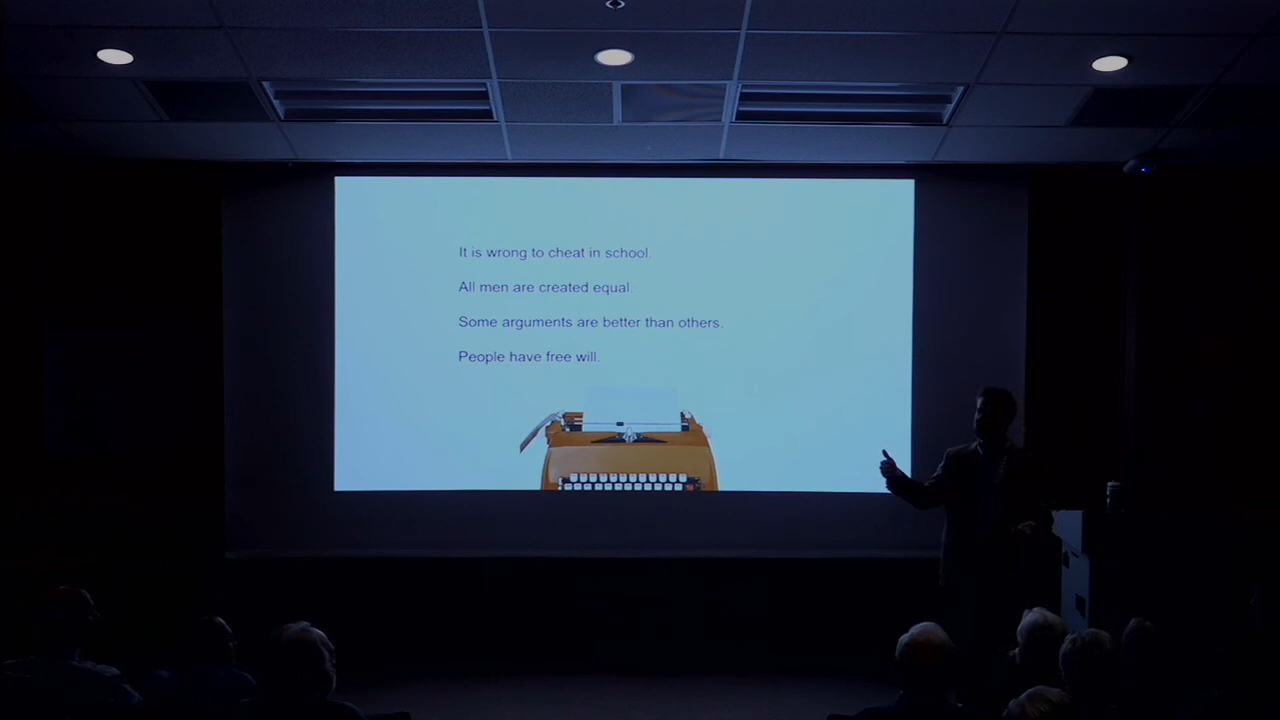 It is wrong to cheat in school.
All men are created equal.
Some arguments are better than others.
People have free will.